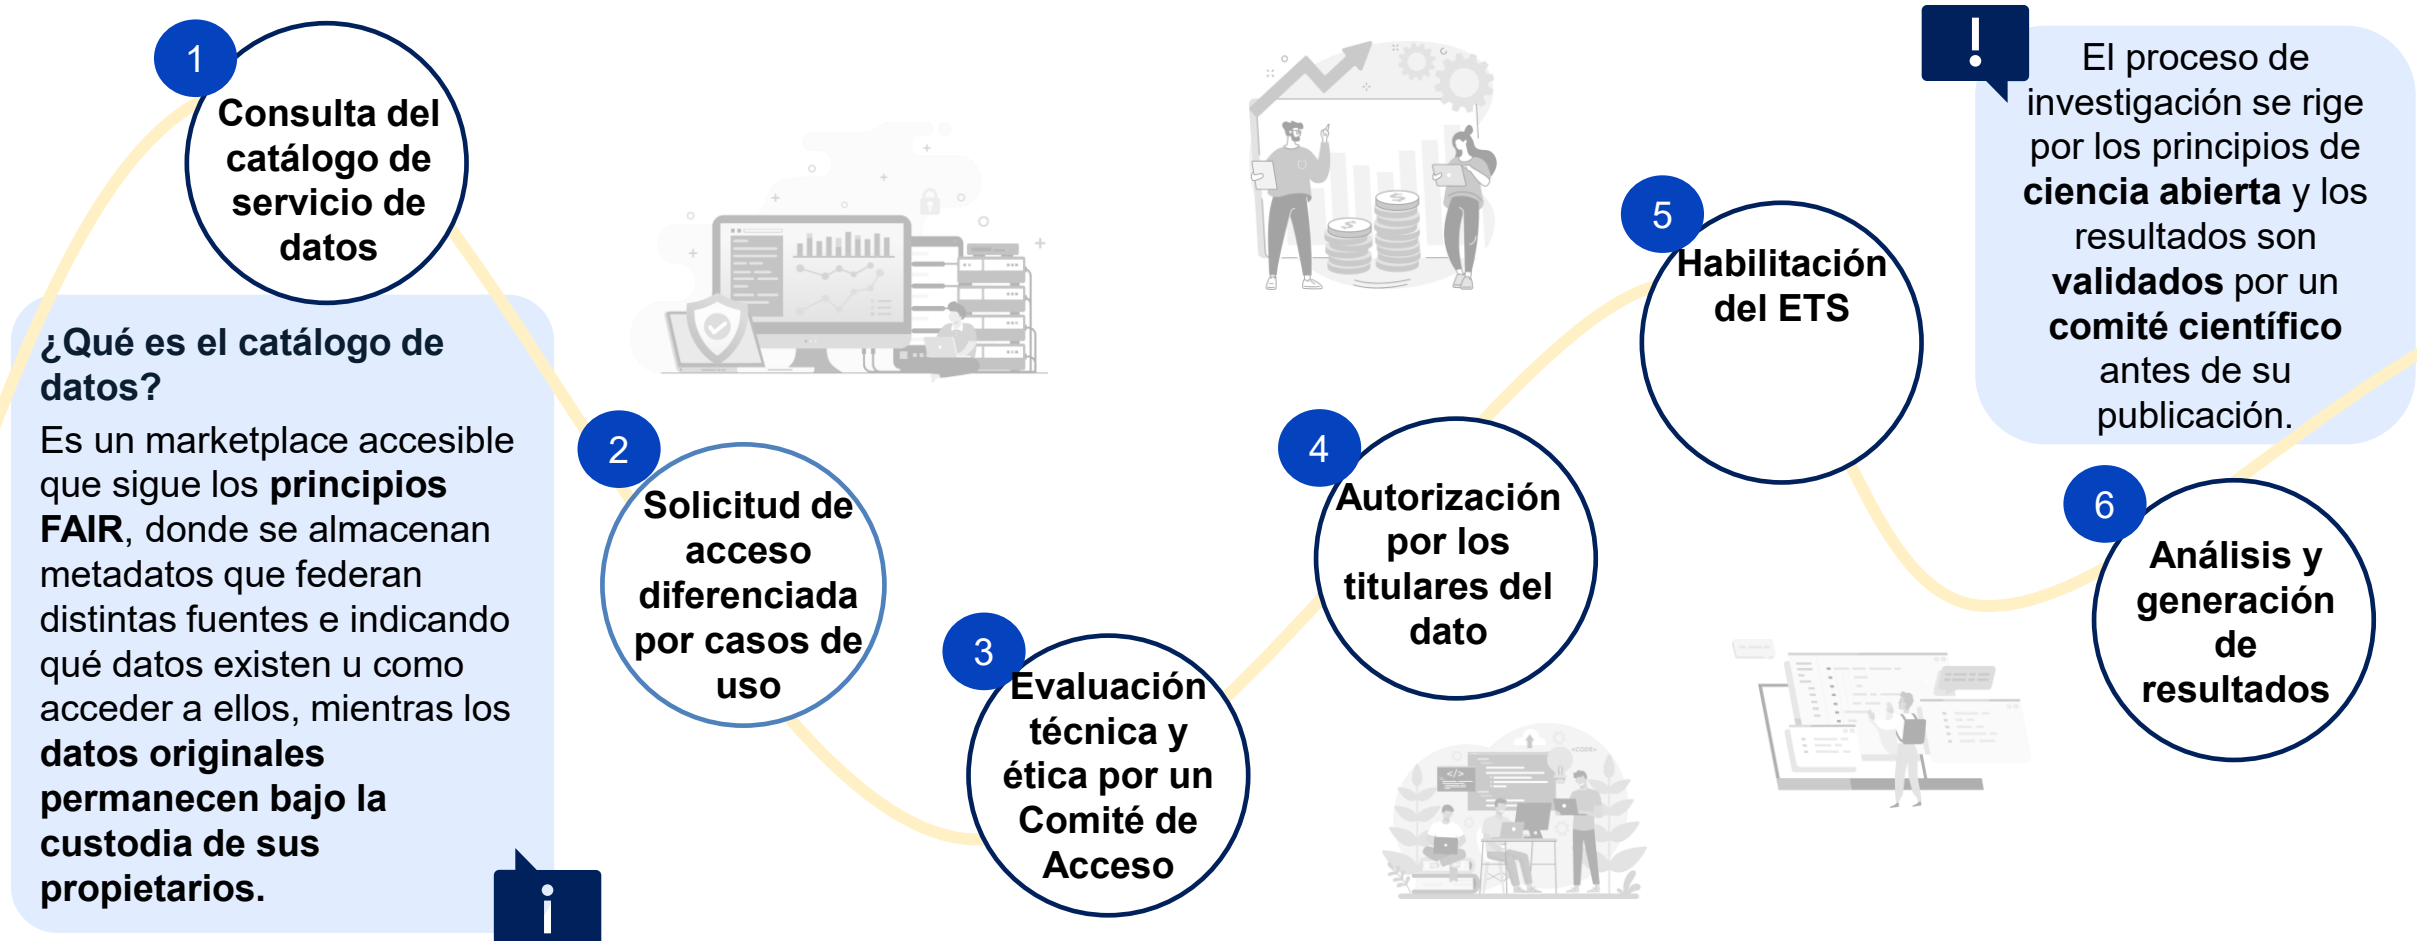 1
Consulta del
catálogo de
servicio de
datos
¿Qué es el catálogo de
datos?
Es un marketplace accesible
que sigue los principios
FAIR, donde se almacenan
metadatos que federan
distintas fuentes e indicando
qué datos existen u como
acceder a ellos, mientras los
datos originales
permanecen bajo la
custodia de sus
propietarios.
i
2
Solicitud de
acceso
diferenciada
por casos de
uso
3
Evaluación
técnica y
ética por un
Comité de
Acceso
4
Autorización
por los
titulares del
dato
5
Habilitación
del ETS
!
El proceso de
investigación se rige
por los principios de
ciencia abierta y los
resultados son
validados por un
comité científico
antes de su
publicación.
6
Análisis y
generación
de
resultados
$
$
</>
<CODE>